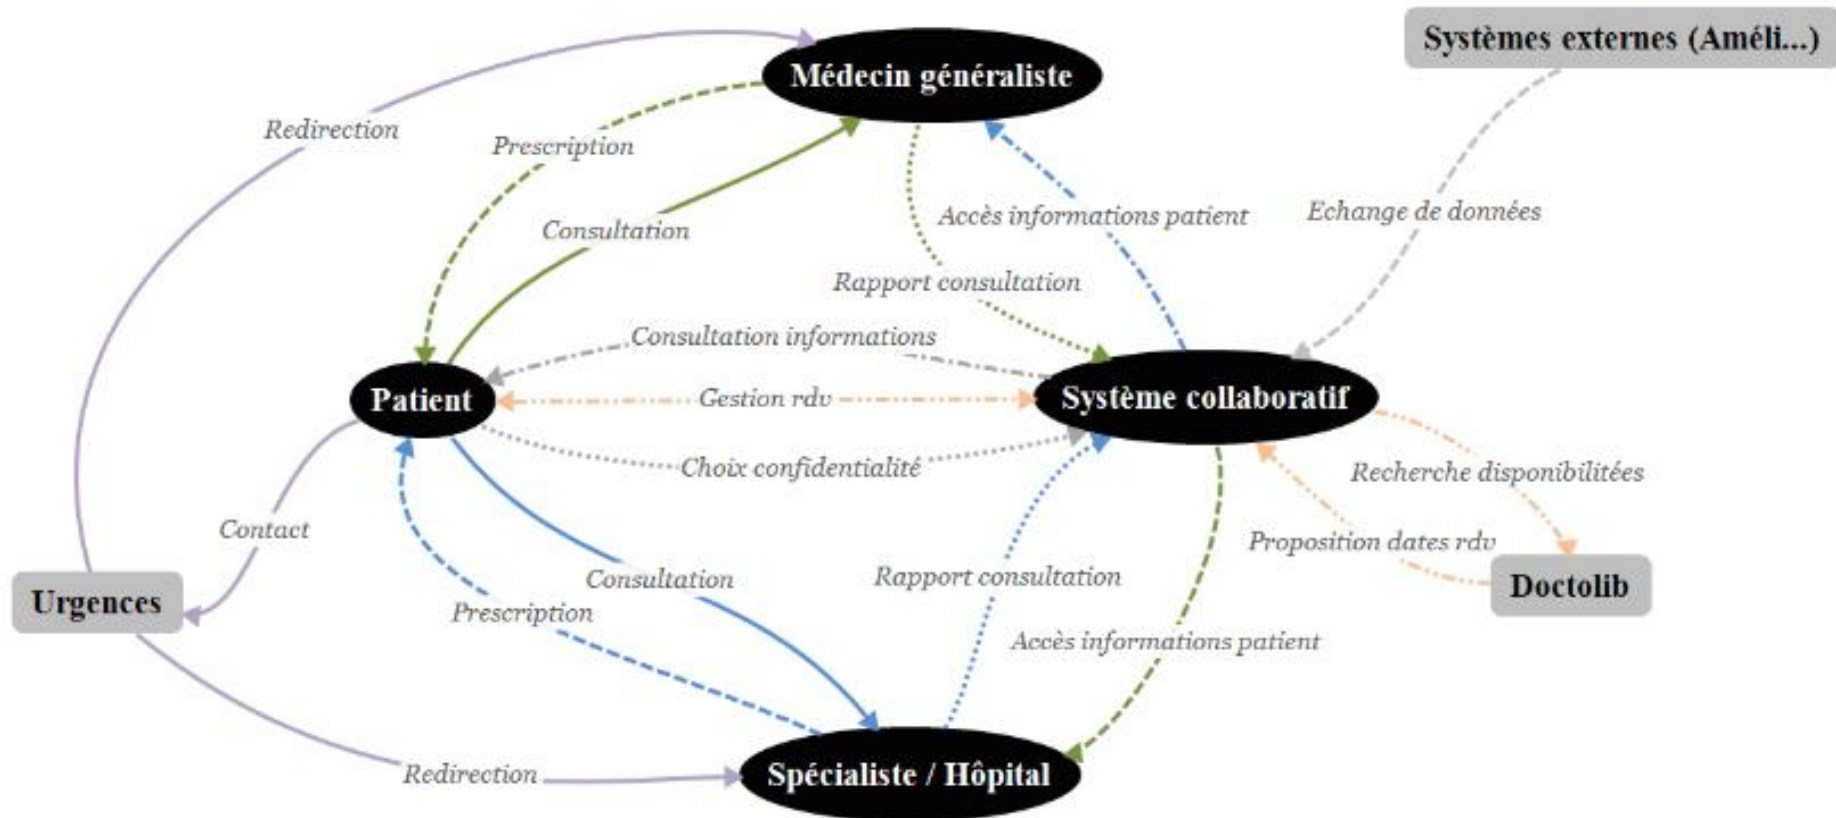 Systèmes externes (Améli...)
Médecin généraliste
Redirection
Prescription
Consultation
Accès informations patient
Echange de données
Rapport consultation
Consultation informations
Patient
Gestion rdv
Système collaboratif
Choix confidentialité
Recherche disponibilitées
Contact
Proposition dates rdv
Urgences
Consultation
Rapport consultation
Doctolib
Prescription
Accès informations patient
Redirection
Spécialiste / Hôpital